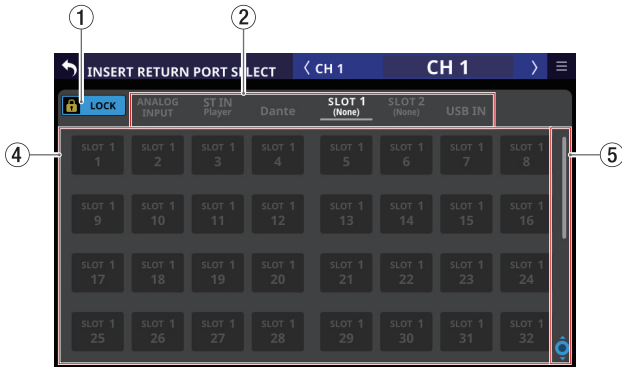 ① ②
INSERT RETURN PORT SELECT CH 1 CH 1
LOCK ANALOG INPUT ST IN Player Dante SLOT 1 (None) SLOT 2 (None) USB IN
④ ⑤
SLOT 1 SLOT 1 SLOT 1 SLOT 1 SLOT 1 SLOT 1 SLOT 1 SLOT 1
1 2 3 4 5 6 7 8
SLOT 1 SLOT 1 SLOT 1 SLOT 1 SLOT 1 SLOT 1 SLOT 1 SLOT 1
9 10 11 12 13 14 15 16
SLOT 1 SLOT 1 SLOT 1 SLOT 1 SLOT 1 SLOT 1 SLOT 1 SLOT 1
17 18 19 20 21 22 23 24
SLOT 1 SLOT 1 SLOT 1 SLOT 1 SLOT 1 SLOT 1 SLOT 1 SLOT 1
25 26 27 28 29 30 31 32